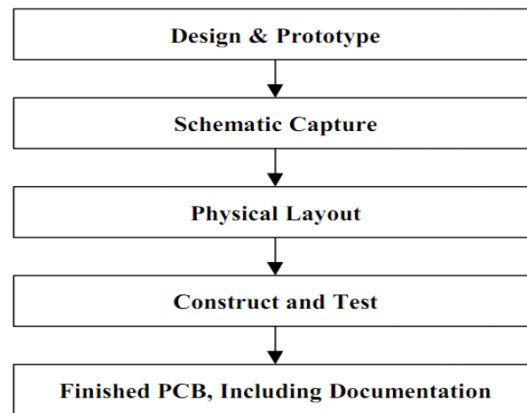 Design & Prototype
Schematic Capture
Physical Layout
Construct and Test
Finished PCB, Including Documentation